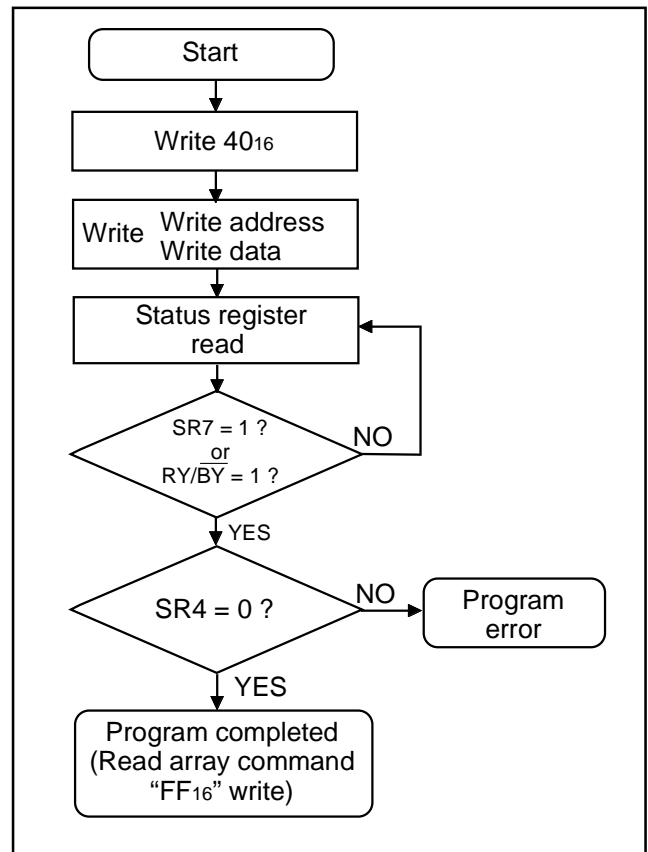 Start
Write 4016
Write
Write address
Write data
Status register
read
SR7 = 1 ?
or
RY/BY = 1 ?
NO
YES
SR4 = 0 ?
NO
Program
error
YES
Program completed
(Read array command
“FF16” write)